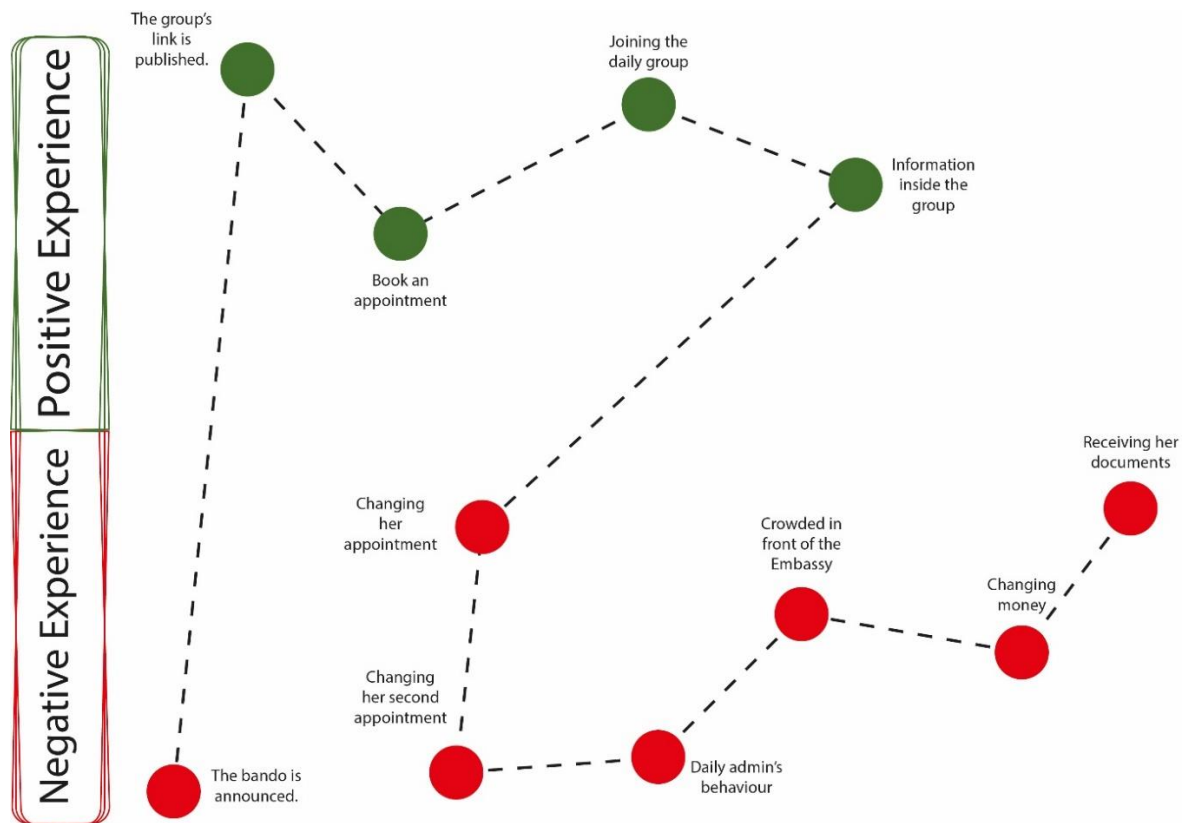 The group's
link is
published.
Joining the
daily group
Positive Experience
Information
inside the
group
Book an
appointment
Receiving her
documents
Negative Experience
Changing
her
appointment
Crowded in
front of the
Embassy
Changing
money
Changing
her second
appointment
The bando is
announced.
Daily admin's
behaviour